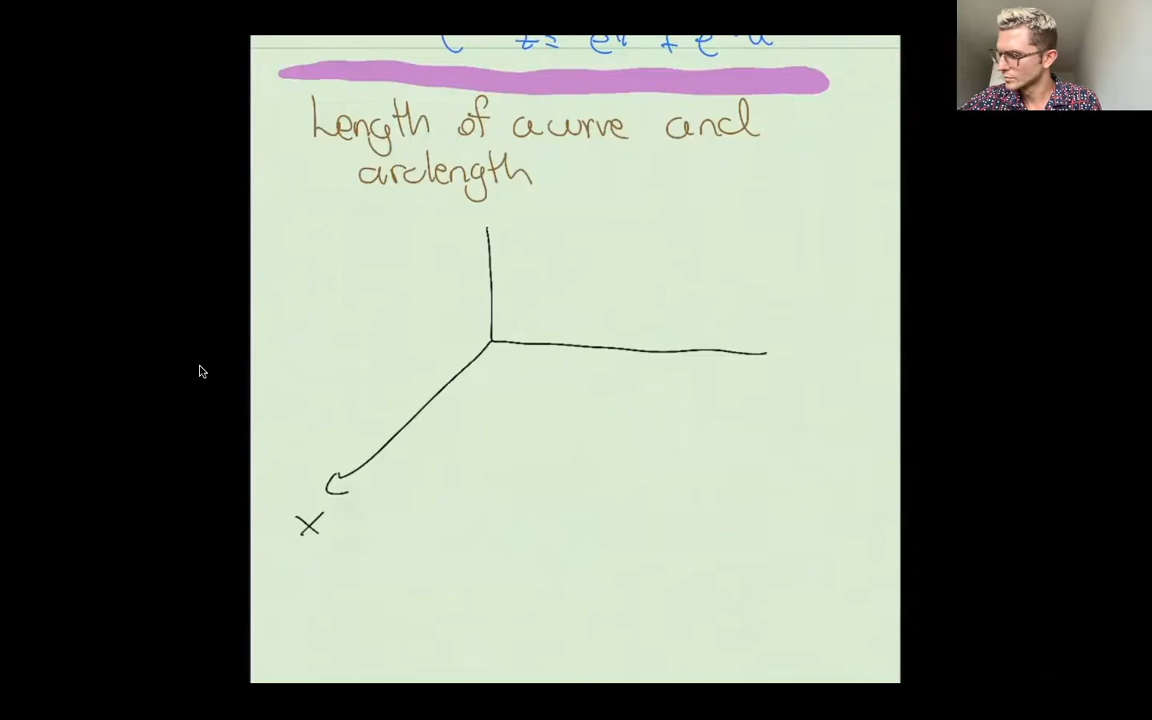 z = e^u + e^-u
Length of a curve and
arclength
x